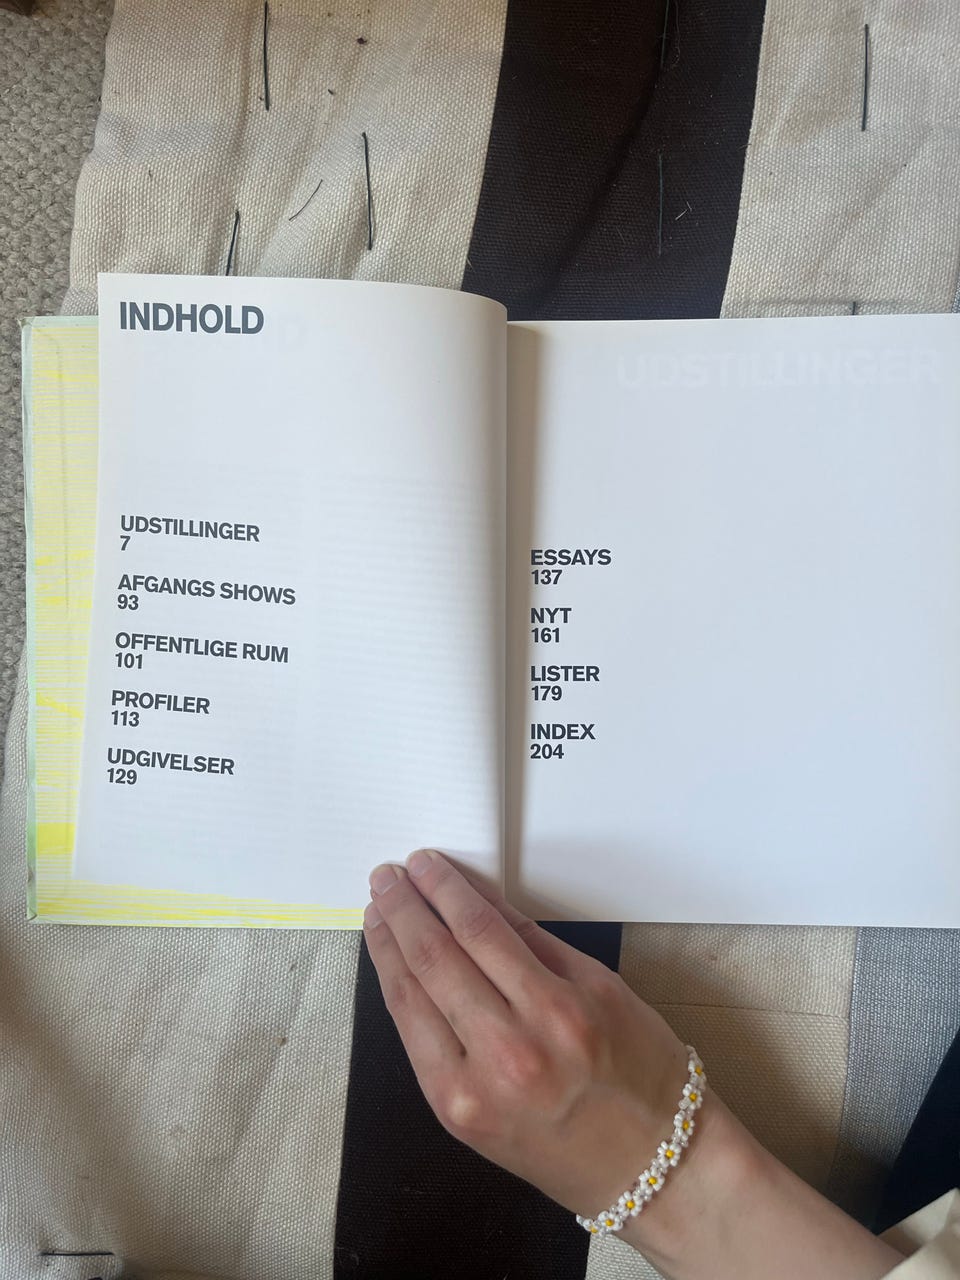 INDHOLD
UDSTILLINGER
7
AFGANGS SHOWS
93
OFFENTLIGE RUM
101
PROFILER
113
UDGIVELSER
129
UDSTILLINGER
ESSAYS
137
NYT
161
LISTER
179
INDEX
204